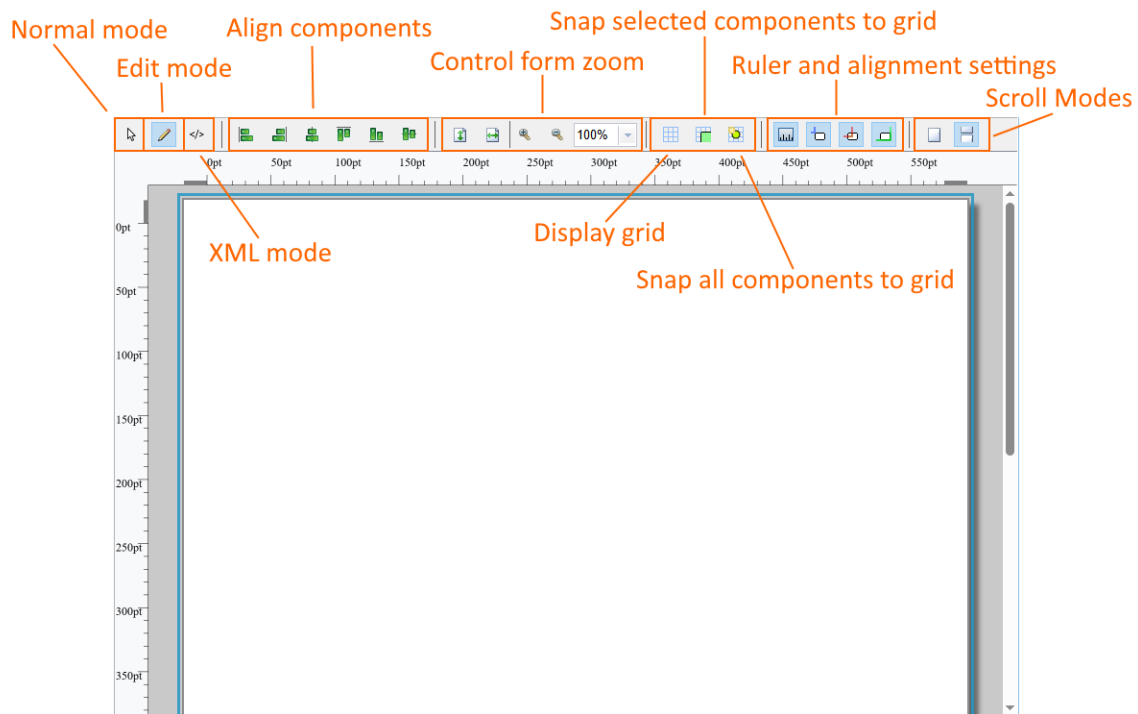 Snap selected components to grid
Normal mode
Align components
Edit mode
Control form zoom
Ruler and alignment settings
Scroll Modes
</>
100%
0pt 50pt 100pt 150pt 200pt 250pt 300pt 350pt 400pt 450pt 500pt 550pt
0pt
Display grid
XML mode
Snap all components to grid
50pt
100pt
150pt
200pt
250pt
300pt
350pt